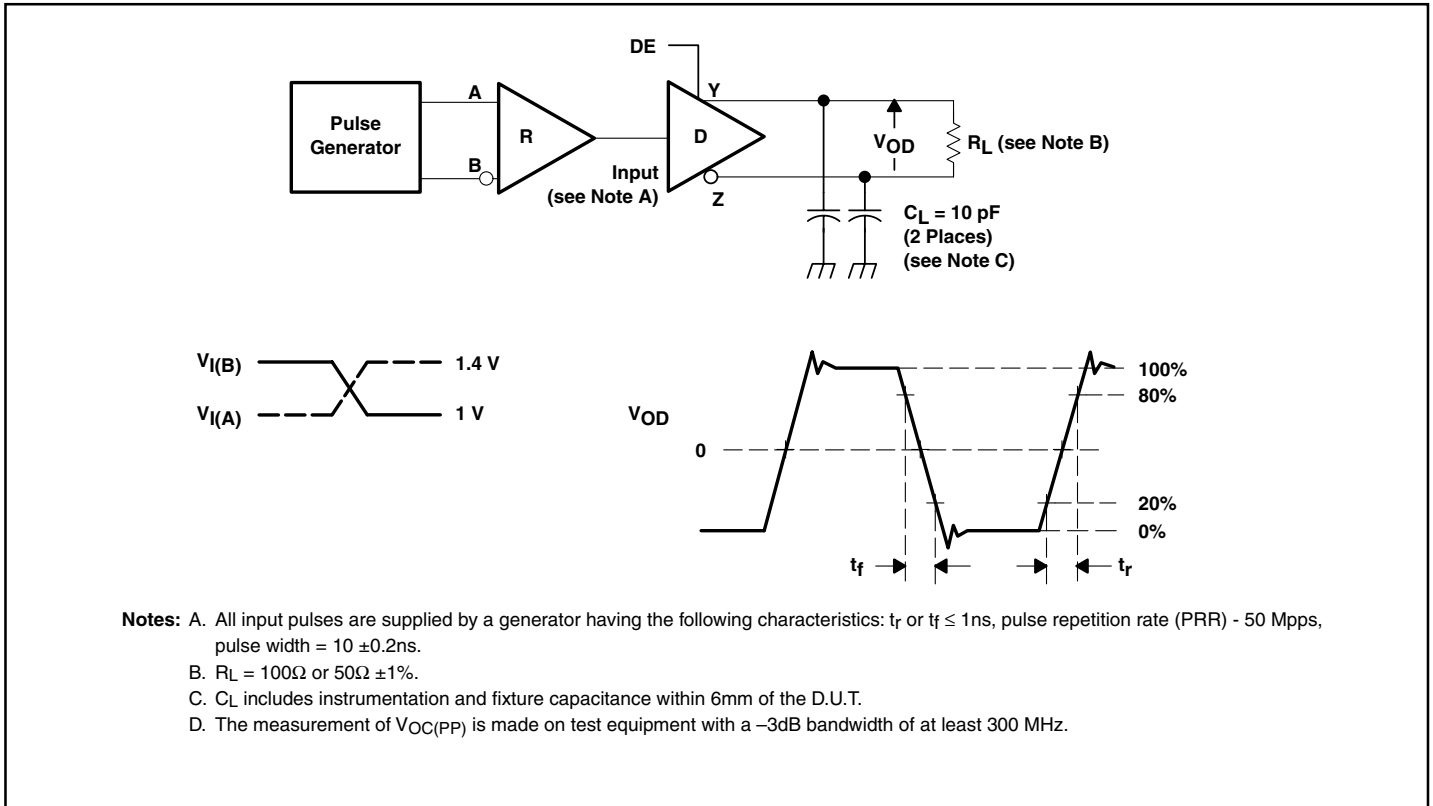 DE
Pulse
Generator
A
B
R
D
Y
Z
Input
(see Note A)
VOD
RL (see Note B)
CL = 10 pF
(2 Places)
(see Note C)
VI(B)
1.4 V
VI(A)
1 V
VOD
0
100%
80%
20%
0%
tf
tr
Notes: A. All input pulses are supplied by a generator having the following characteristics: tr or tf ≤ 1ns, pulse repetition rate (PRR) - 50 Mpps,
pulse width = 10 ±0.2ns.
B. RL = 100Ω or 50Ω ±1%.
C. CL includes instrumentation and fixture capacitance within 6mm of the D.U.T.
D. The measurement of VOC(PP) is made on test equipment with a –3dB bandwidth of at least 300 MHz.